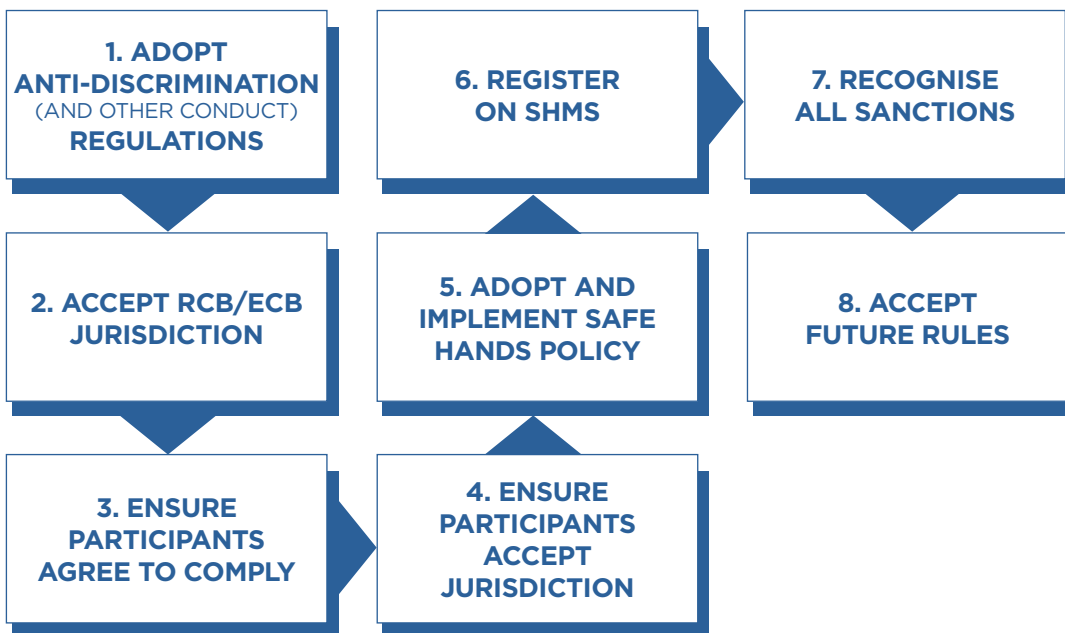 1. ADOPT
ANTI-DISCRIMINATION
(AND OTHER CONDUCT)
REGULATIONS
2. ACCEPT RCB/ECB
JURISDICTION
3. ENSURE
PARTICIPANTS
AGREE TO COMPLY
4. ENSURE
PARTICIPANTS
ACCEPT
JURISDICTION
5. ADOPT AND
IMPLEMENT SAFE
HANDS POLICY
6. REGISTER
ON SHMS
7. RECOGNISE
ALL SANCTIONS
8. ACCEPT
FUTURE RULES